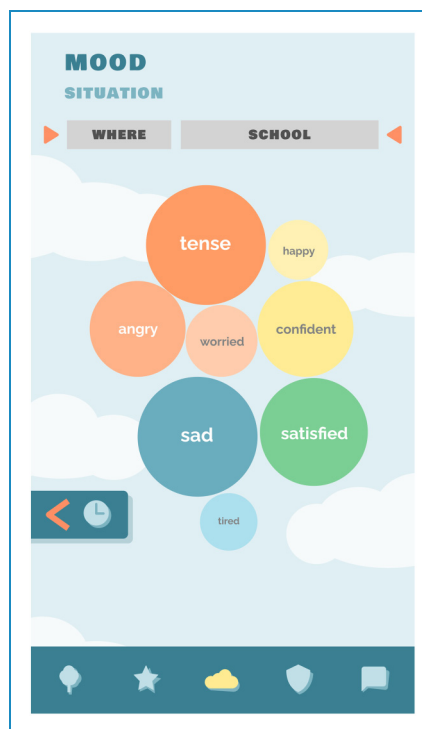 MOOD
SITUATION
WHERE SCHOOL
tense
happy
angry
worried
confident
sad
satisfied
tired